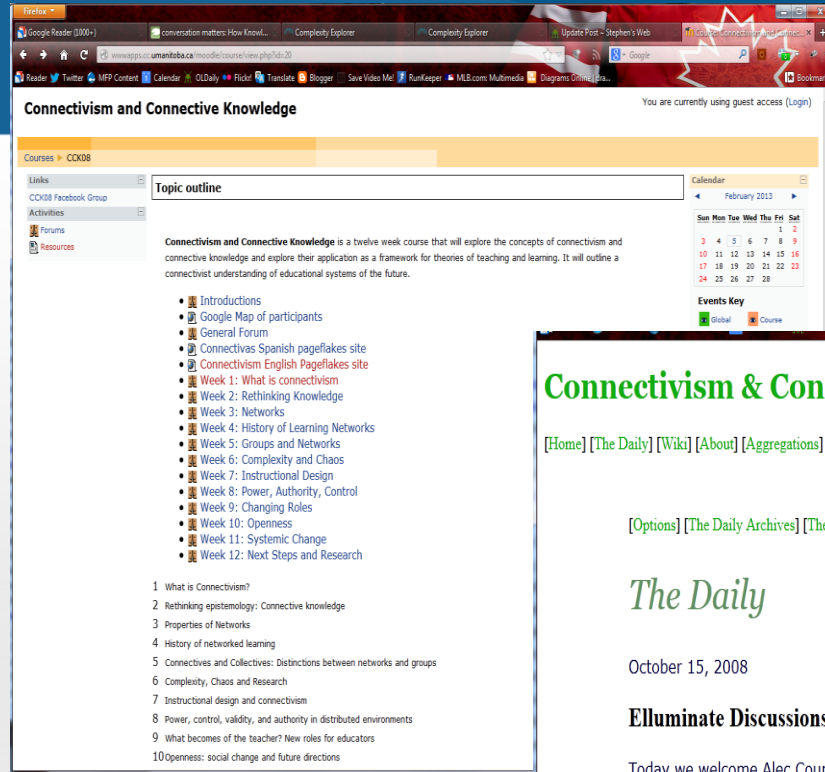 Firefox
Google Reader (1000+)
conversation matters: How Knowl...
Complexity Explorer
Complexity Explorer
Update Post – Stephen's Web
Course: Connectivism and Connec...
wwwapps.cc.umanitoba.ca/moodle/course/view.php?id=20
Google
Reader Twitter MFP Content Calendar OLDaily Flickr! Translate Blogger Save Video Me! RunKeeper MLB.com: Multimedia Diagrams Online | dra... Bookmar
Connectivism and Connective Knowledge
You are currently using guest access (Login)
Courses ► CCK08
Links
CCK08 Facebook Group
Activities
Forums
Resources
Topic outline
Connectivism and Connective Knowledge is a twelve week course that will explore the concepts of connectivism and
connective knowledge and explore their application as a framework for theories of teaching and learning. It will outline a
connectivist understanding of educational systems of the future.
• Introductions
• Google Map of participants
• General Forum
• Connectivas Spanish pageflakes site
• Connectivism English Pageflakes site
• Week 1: What is connectivism
• Week 2: Rethinking Knowledge
• Week 3: Networks
• Week 4: History of Learning Networks
• Week 5: Groups and Networks
• Week 6: Complexity and Chaos
• Week 7: Instructional Design
• Week 8: Power, Authority, Control
• Week 9: Changing Roles
• Week 10: Openness
• Week 11: Systemic Change
• Week 12: Next Steps and Research
1 What is Connectivism?
2 Rethinking epistemology: Connective knowledge
3 Properties of Networks
4 History of networked learning
5 Connectives and Collectives: Distinctions between networks and groups
6 Complexity, Chaos and Research
7 Instructional design and connectivism
8 Power, control, validity, and authority in distributed environments
9 What becomes of the teacher? New roles for educators
10 Openness: social change and future directions
Calendar
◄ February 2013 ►
Sun Mon Tue Wed Thu Fri Sat
1 2
3 4 5 6 7 8 9
10 11 12 13 14 15 16
17 18 19 20 21 22 23
24 25 26 27 28
Events Key
Global Course
Connectivism & Con
[Home] [The Daily] [Wiki] [About] [Aggregations]
[Options] [The Daily Archives] [The
The Daily
October 15, 2008
Elluminate Discussions
Today we welcome Alec Cour